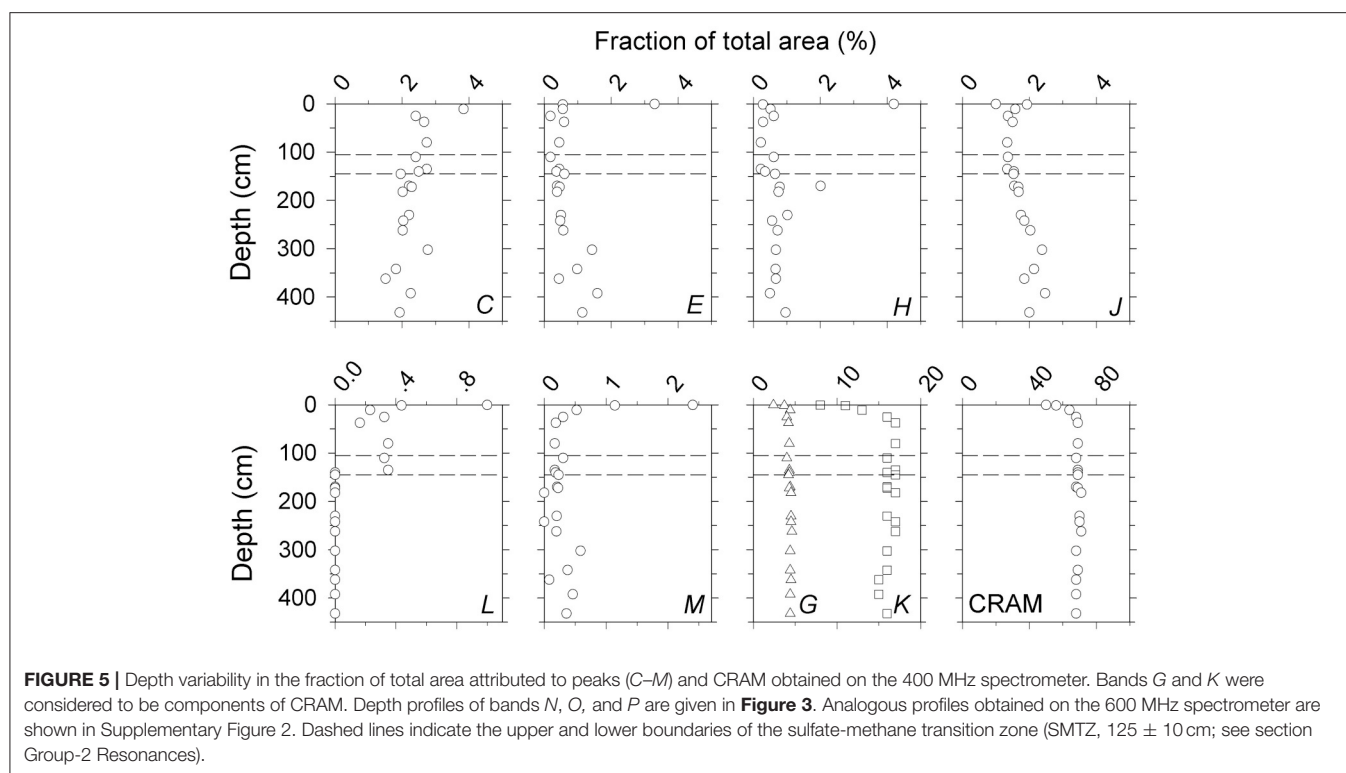 Fraction of total area (%)
0 2 4 0 2 4 0 2 4 0 2 4
0
100
200
300
400
Depth (cm)
C E H J
0.0 .4 .8 0 1 2 0 10 20 0 40 80
0
100
200
300
400
Depth (cm)
L M G K CRAM
FIGURE 5 | Depth variability in the fraction of total area attributed to peaks (C–M) and CRAM obtained on the 400 MHz spectrometer. Bands G and K were
considered to be components of CRAM. Depth profiles of bands N, O, and P are given in Figure 3. Analogous profiles obtained on the 600 MHz spectrometer are
shown in Supplementary Figure 2. Dashed lines indicate the upper and lower boundaries of the sulfate-methane transition zone (SMTZ, 125 ± 10 cm; see section
Group-2 Resonances).